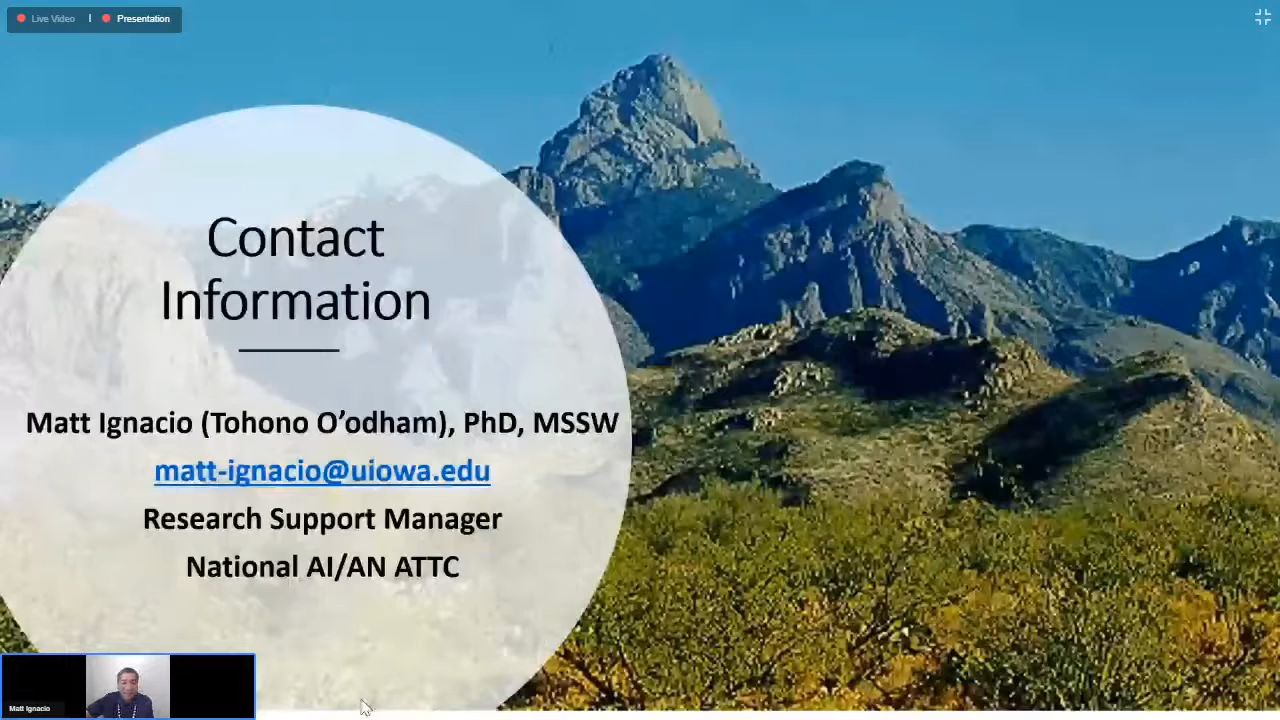 Live Video | Presentation
Contact
Information
Matt Ignacio (Tohono O’odham), PhD, MSSW
matt-ignacio@uiowa.edu
Research Support Manager
National AI/AN ATTC
Matt Ignacio